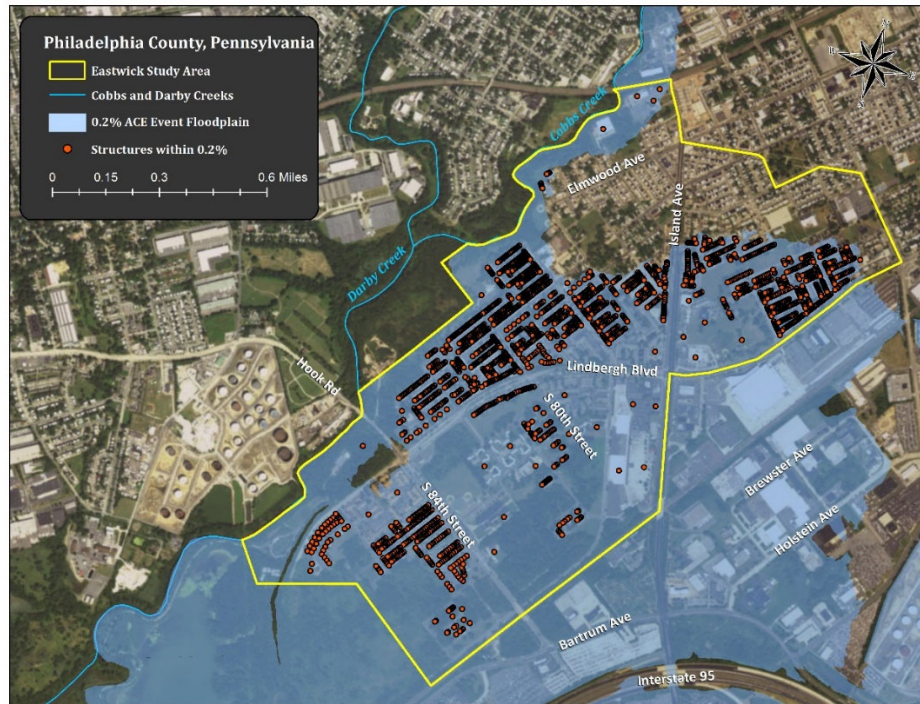 Philadelphia County, Pennsylvania
Eastwick Study Area
Cobbs and Darby Creeks
0.2% ACE Event Floodplain
Structures within 0.2%
0 0.15 0.3 0.6 Miles
Cobbs Creek
Elmwood Ave
Island Ave
Darby Creek
Hook Rd
Lindbergh Blvd
S 80th Street
S 84th Street
Brewster Ave
Holstein Ave
Bartrum Ave
Interstate 95